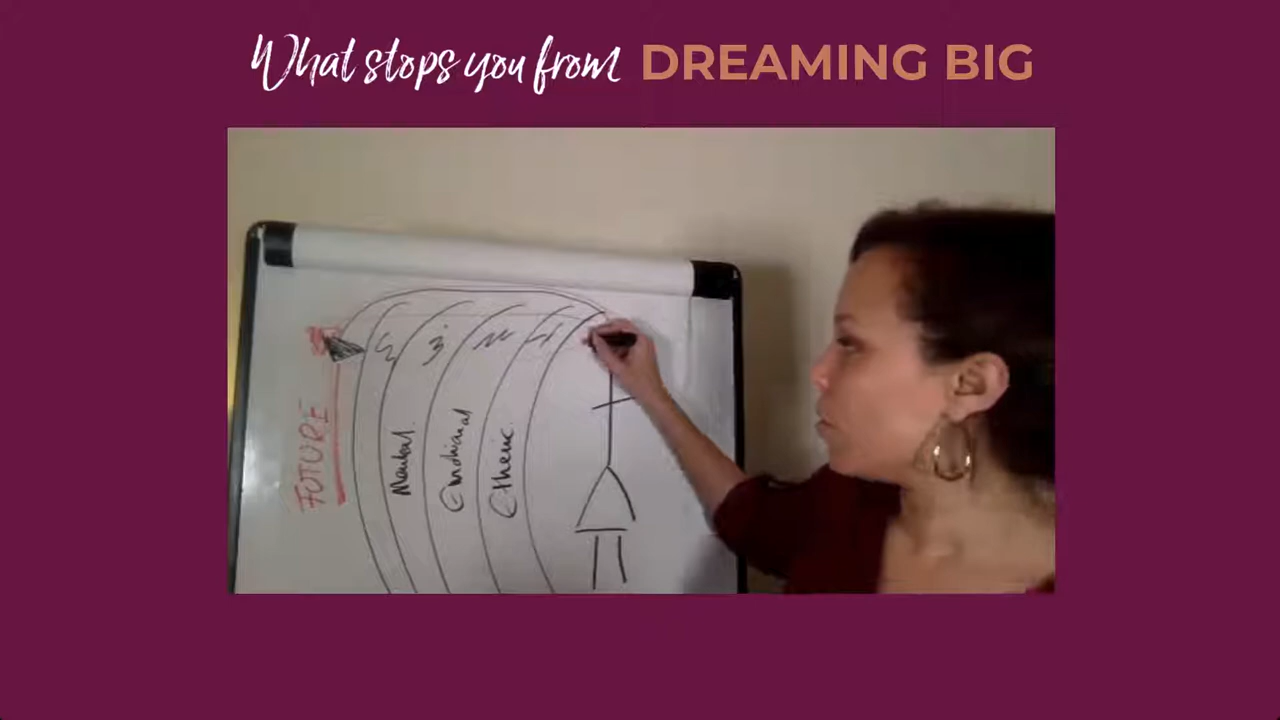 What stops you from DREAMING BIG
FUTURE
Mental
Emotional
Etheric